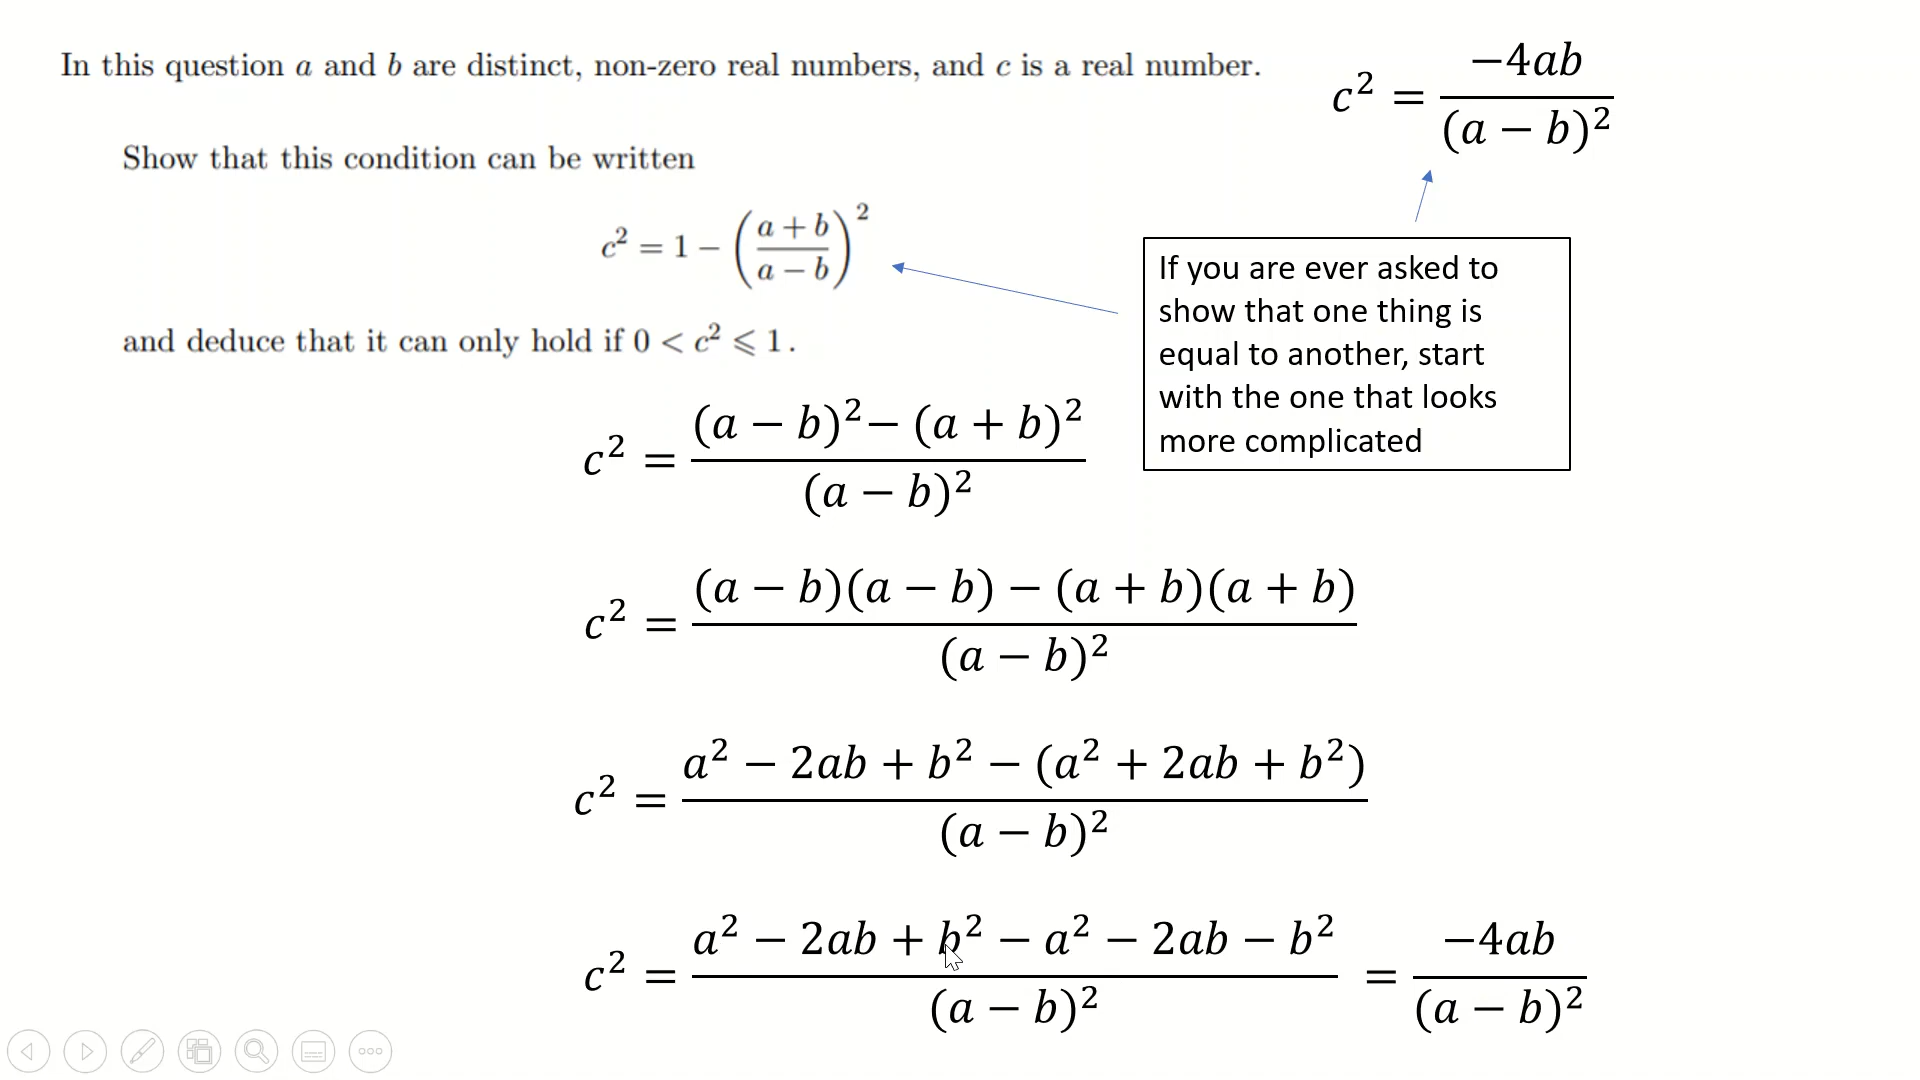 In this question a and b are distinct, non-zero real numbers, and c is a real number.
c² = −4ab / (a − b)²
Show that this condition can be written
c² = 1 − ((a + b) / (a − b))²
and deduce that it can only hold if 0 < c² ⩽ 1.
If you are ever asked to
show that one thing is
equal to another, start
with the one that looks
more complicated
c² = ((a − b)² − (a + b)²) / (a − b)²
c² = ((a − b)(a − b) − (a + b)(a + b)) / (a − b)²
c² = (a² − 2ab + b² − (a² + 2ab + b²)) / (a − b)²
c² = (a² − 2ab + b² − a² − 2ab − b²) / (a − b)² = −4ab / (a − b)²